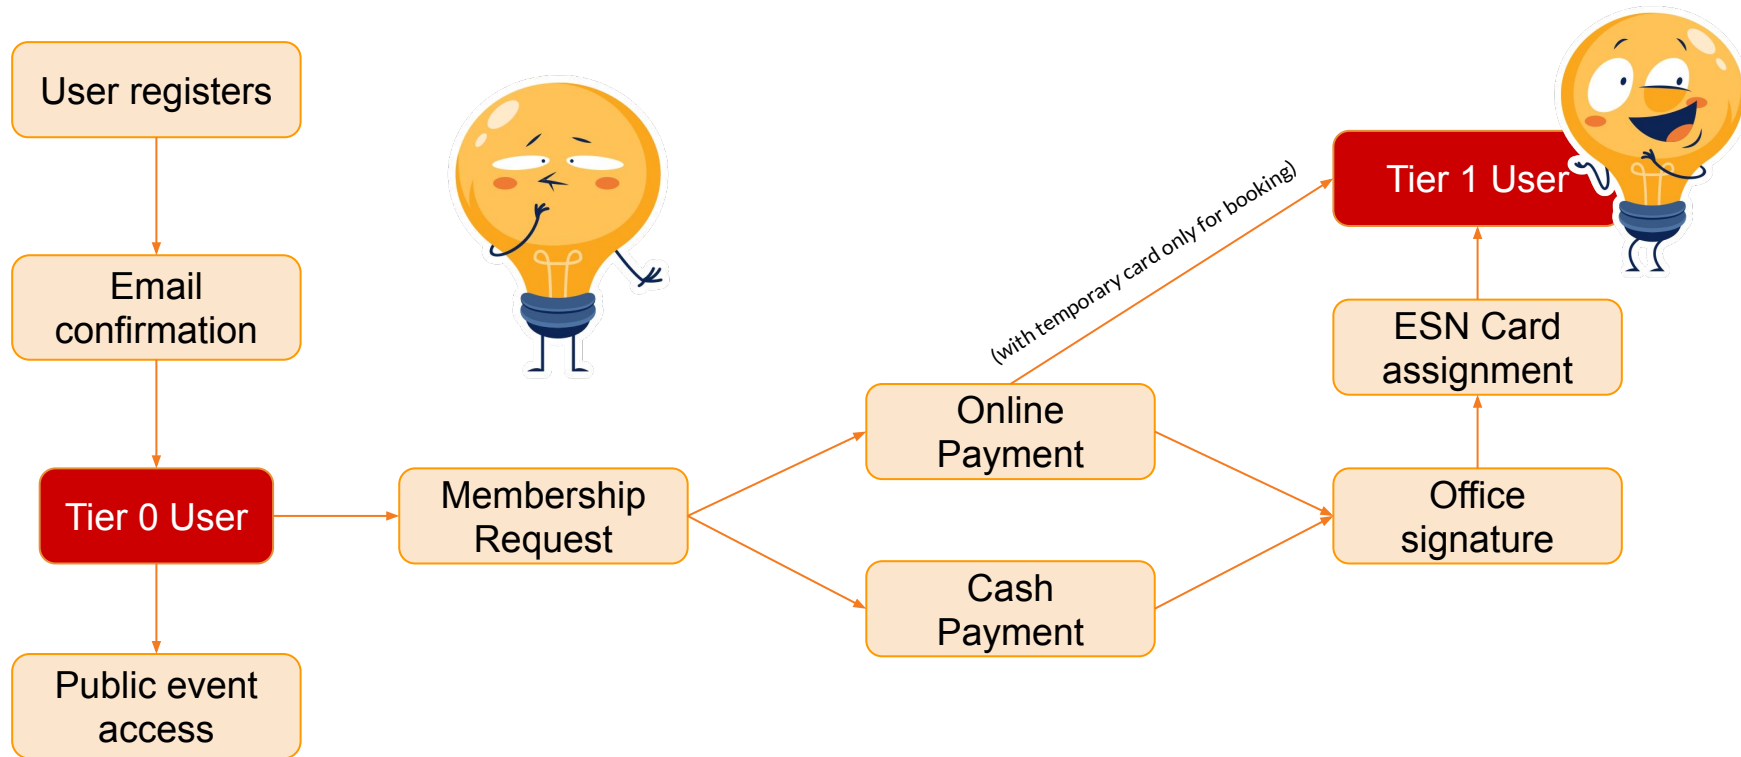 User registers
Email
confirmation
Tier 0 User
Public event
access
Membership
Request
Online
Payment
Cash
Payment
(with temporary card only for booking)
Office
signature
ESN Card
assignment
Tier 1 User